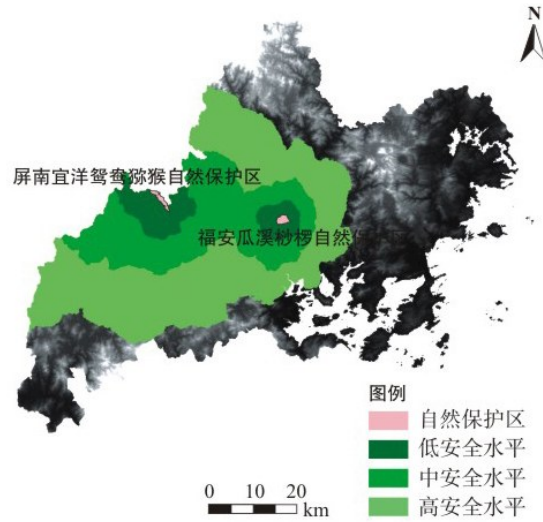 N
屏南宜洋鸳鸯猕猴自然保护区
福安瓜溪桫椤自然保
图例
自然保护区
低安全水平
中安全水平
高安全水平
0 10 20
km